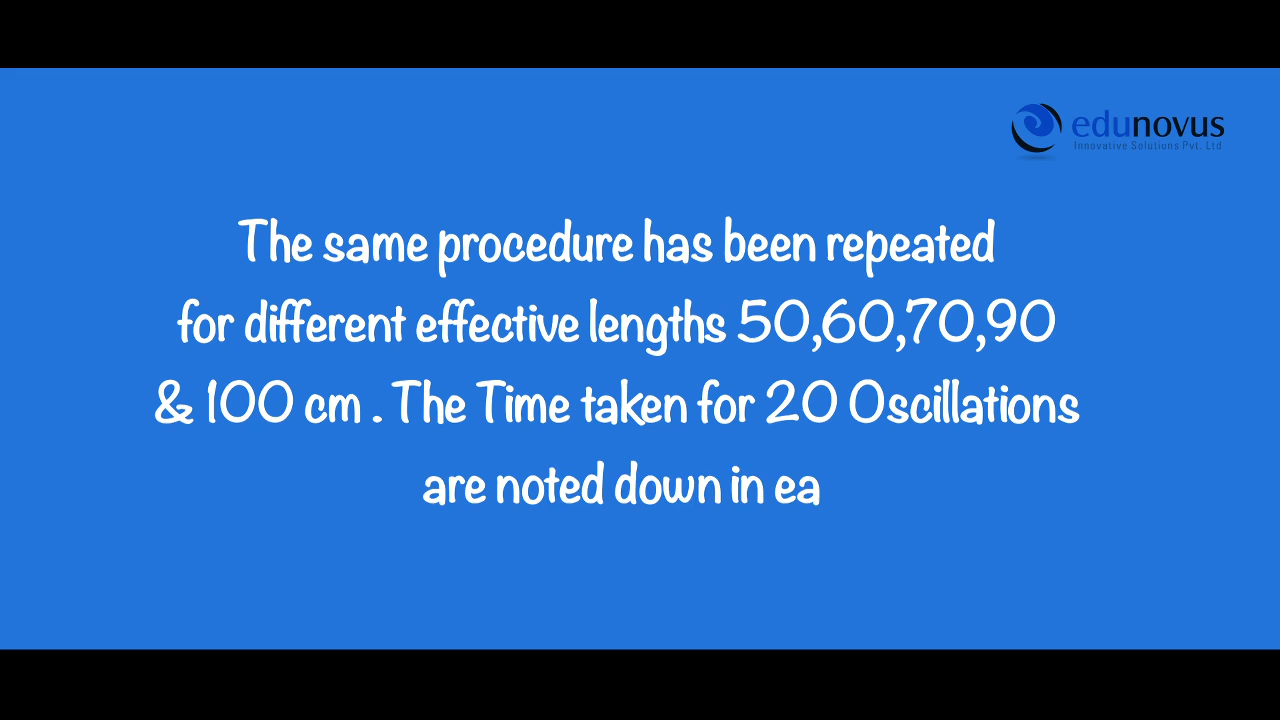 edunovus
Innovative Solutions Pvt. Ltd
The same procedure has been repeated
for different effective lengths 50,60,70,90
& 100 cm . The Time taken for 20 Oscillations
are noted down in ea